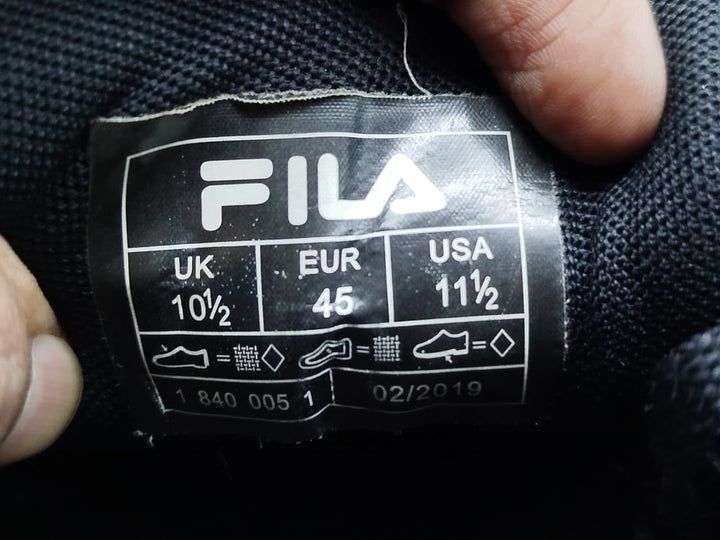 FILA
UK EUR USA
10½ 45 11½
= =  =
1 840 005 1 02/2019